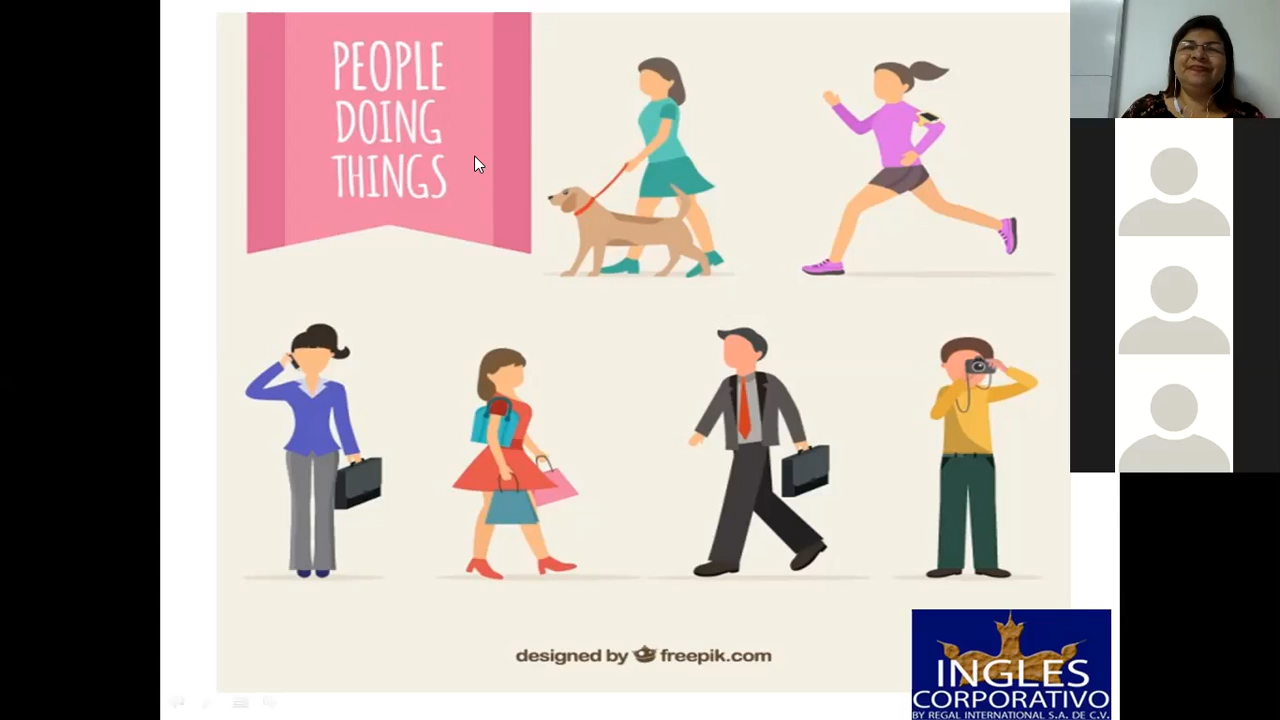 PEOPLE
DOING
THINGS
designed by freepik.com
INGLES
CORPORATIVO
BY REGAL INTERNATIONAL S.A. DE C.V.